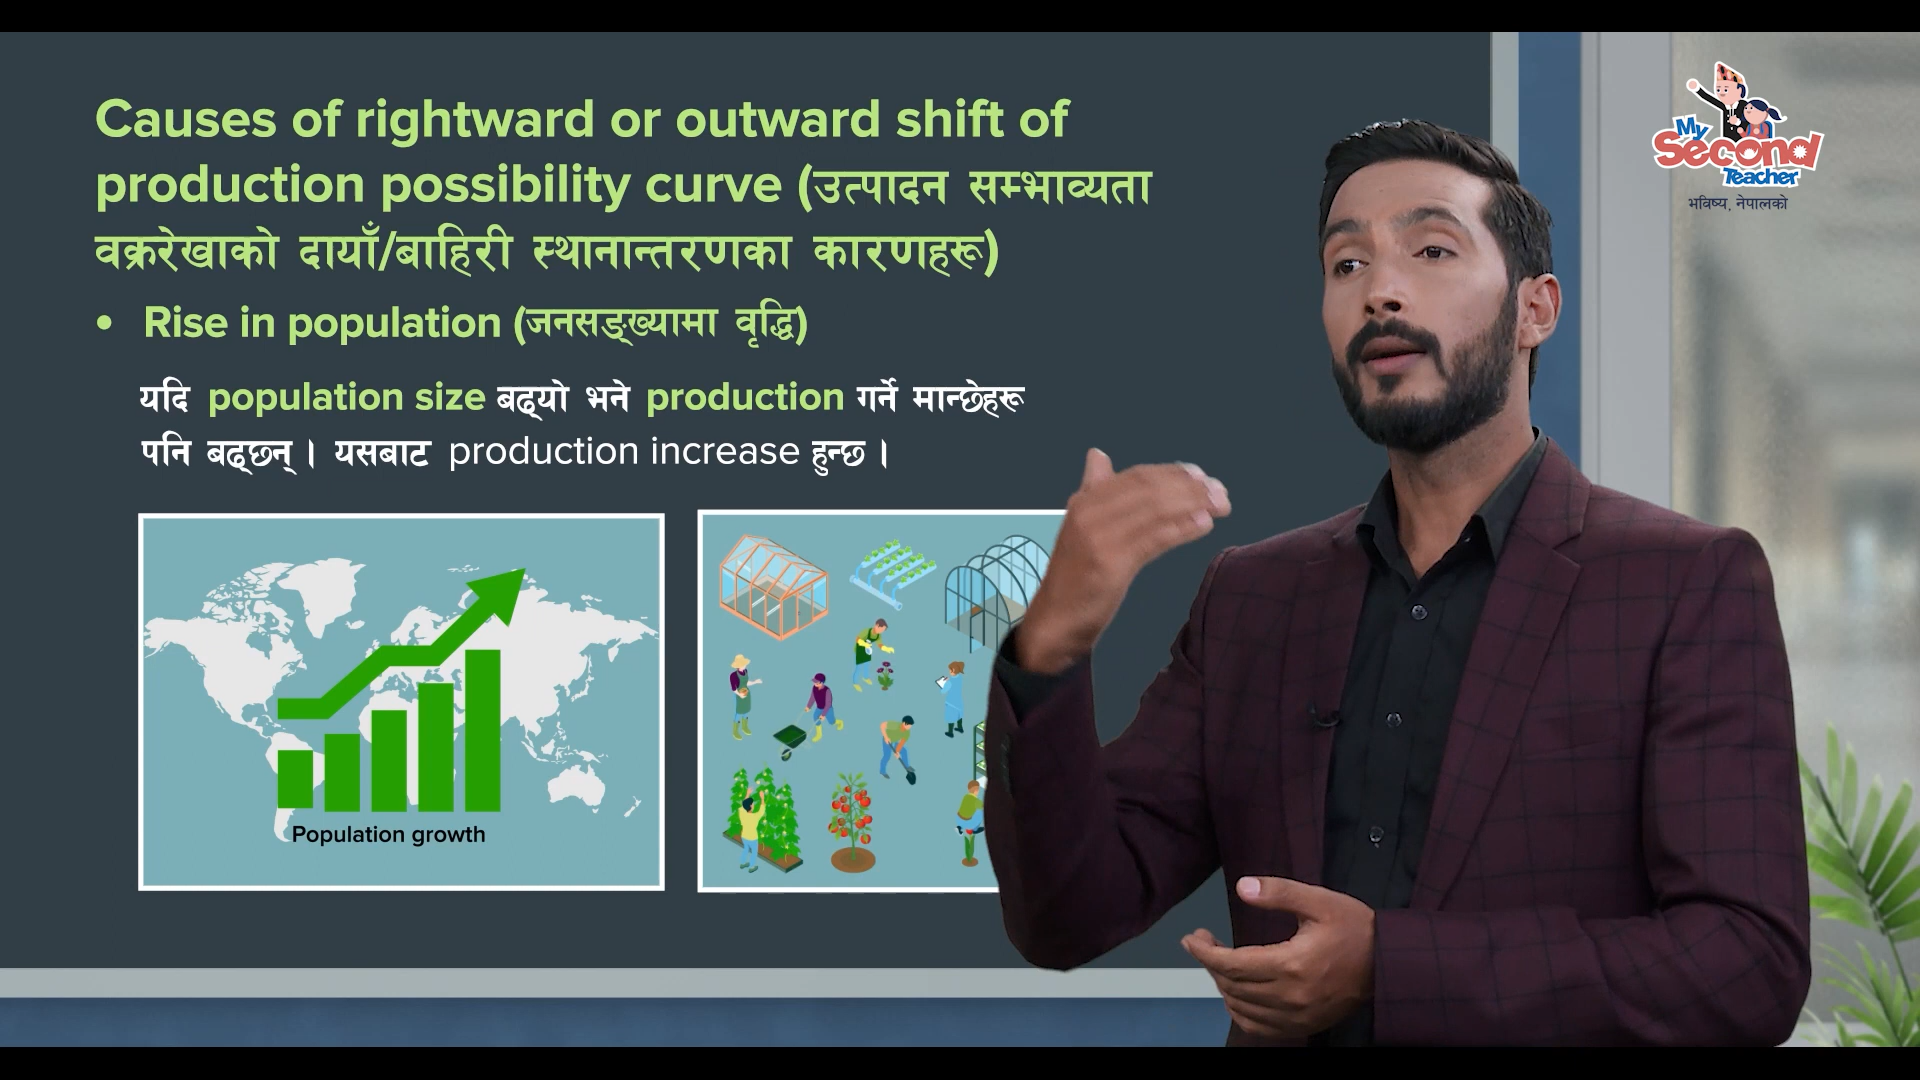 Causes of rightward or outward shift of
production possibility curve (उत्पादन सम्भाव्यता
वक्ररेखाको दायाँ/बाहिरी स्थानान्तरणका कारणहरू)
• Rise in population (जनसङ्ख्यामा वृद्धि)
यदि population size बढ्यो भने production गर्ने मान्छेहरू
पनि बढ्छन् । यसबाट production increase हुन्छ ।
Population growth
My
Second
Teacher
भविष्य, नेपालको